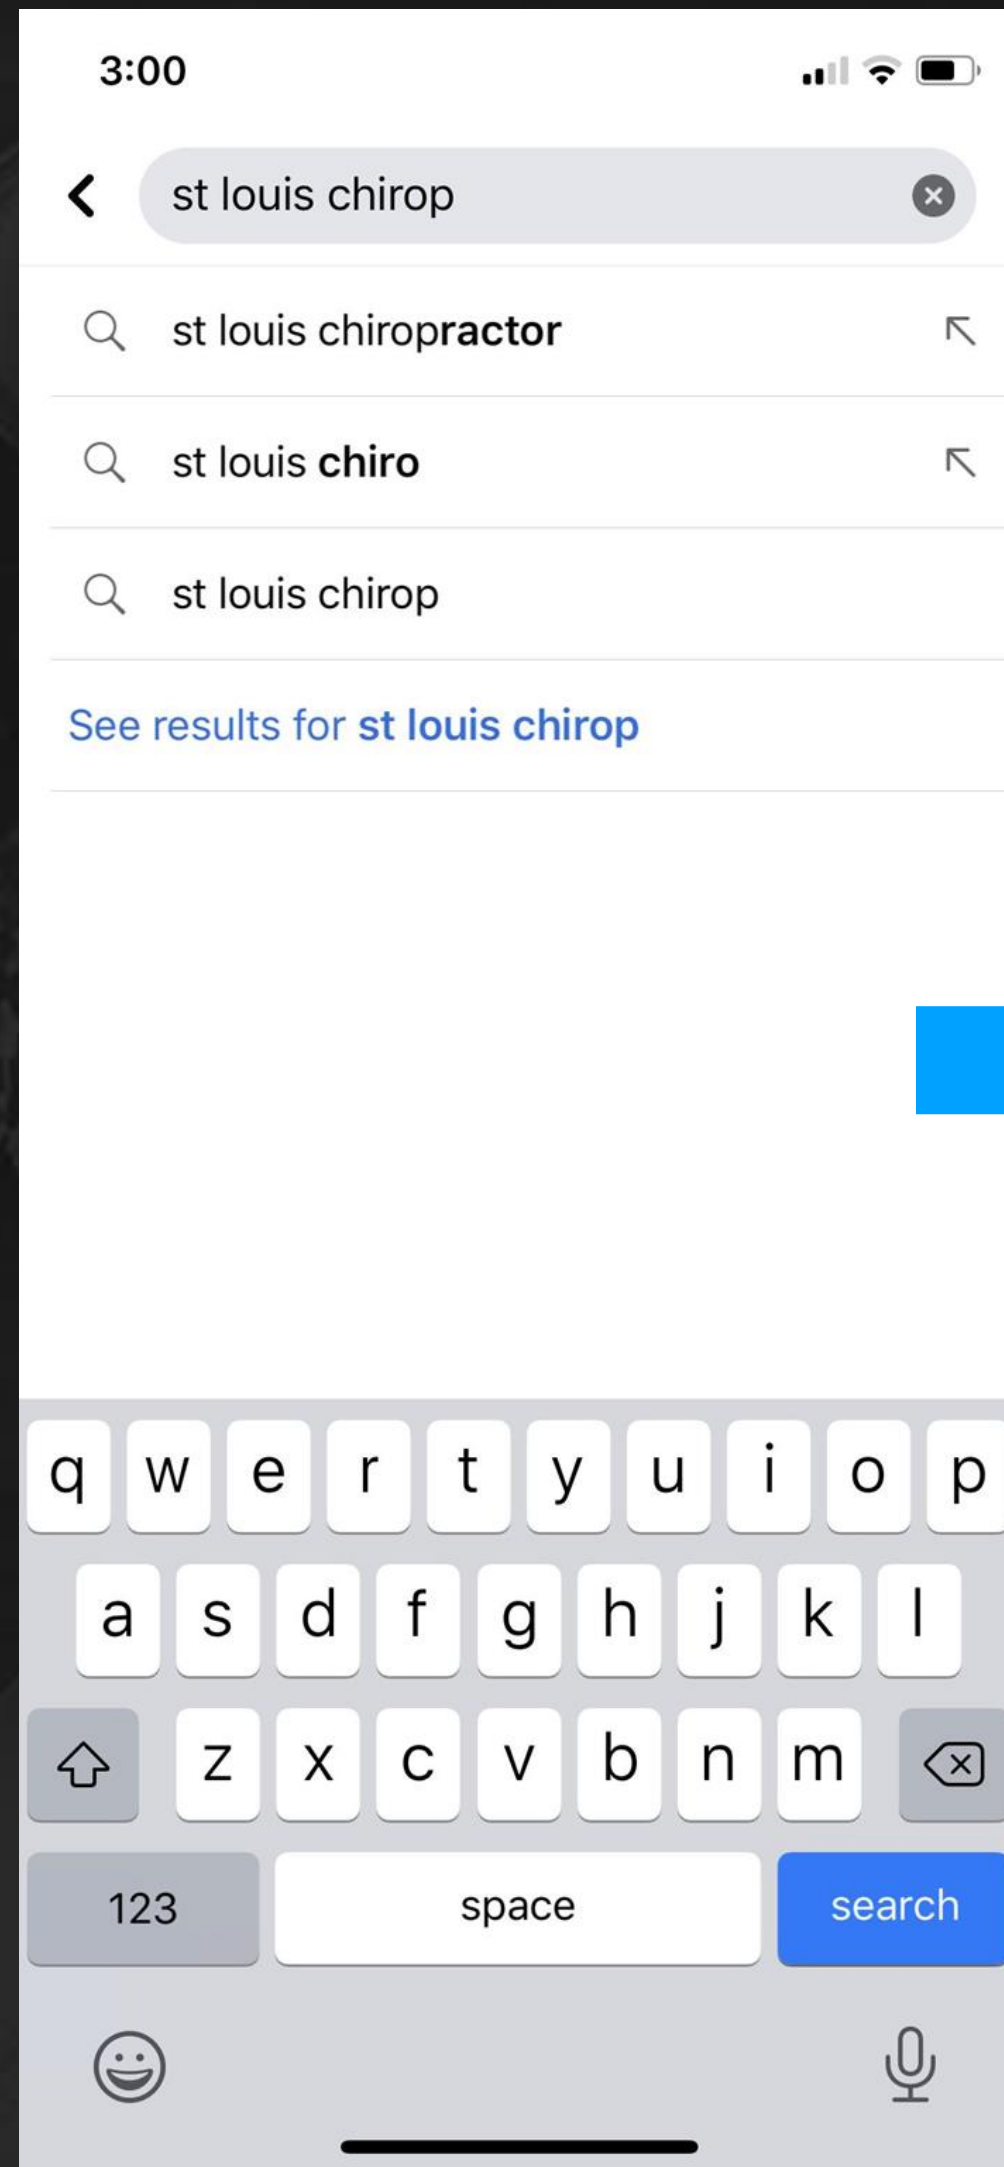 3:00
st louis chirop
st louis chiropractor
st louis chiro
st louis chirop
See results for st louis chirop
q w e r t y u i o p
a s d f g h j k l
z x c v b n m
123 space search